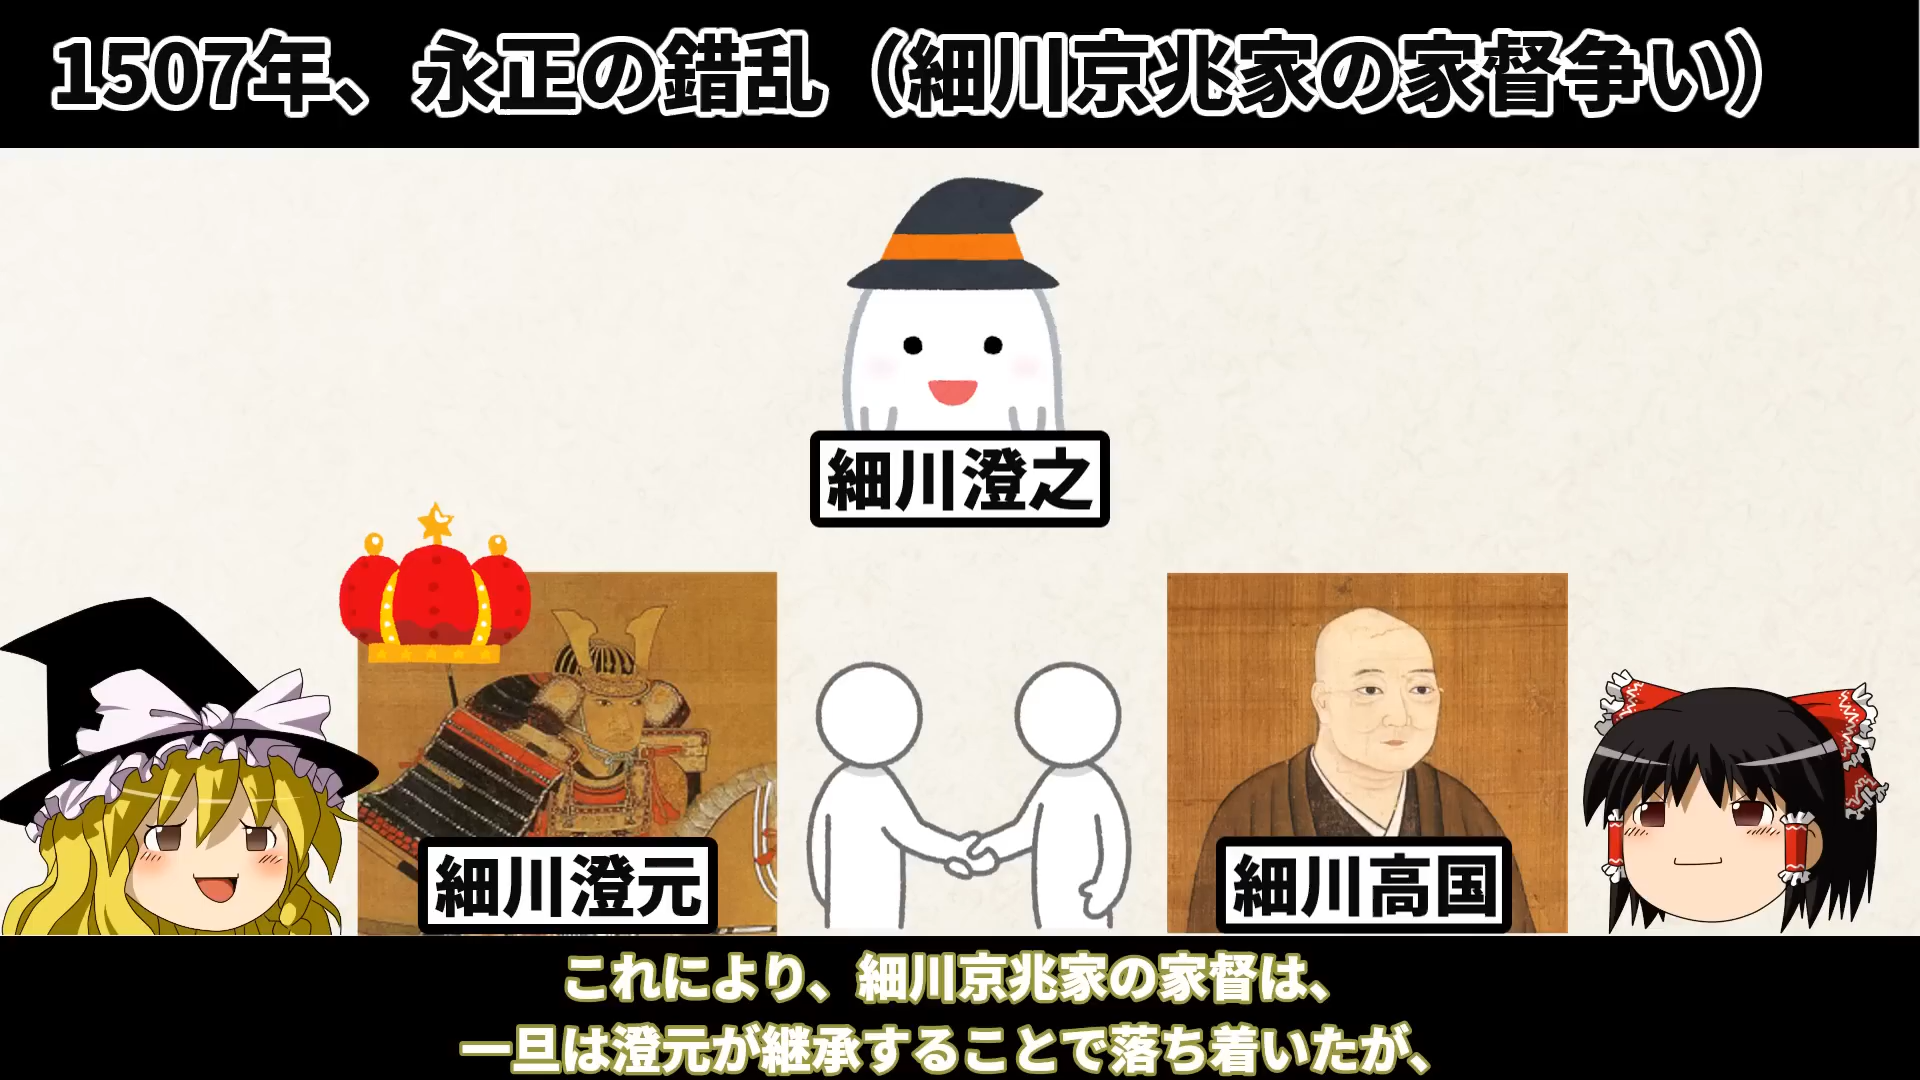 1507年、永正の錯乱（細川京兆家の家督争い）
細川澄之
細川澄元
細川高国
これにより、細川京兆家の家督は、
一旦は澄元が継承することで落ち着いたが、